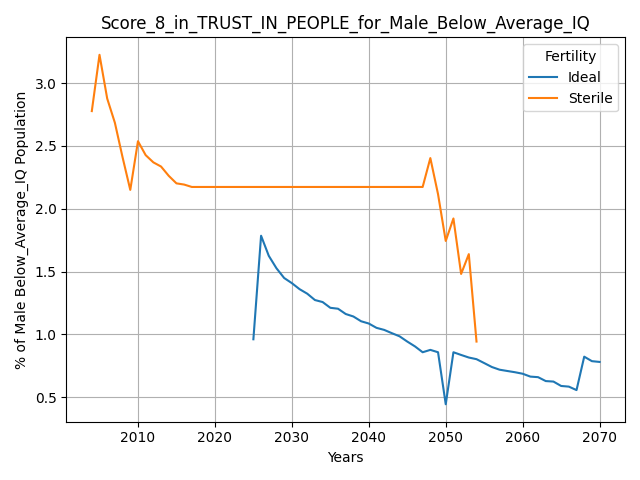 Score_8_in_TRUST_IN_PEOPLE_for_Male_Below_Average_IQ
% of Male Below_Average_IQ Population
3.0
2.5
2.0
1.5
1.0
0.5
Fertility
Ideal
Sterile
2010 2020 2030 2040 2050 2060 2070
Years